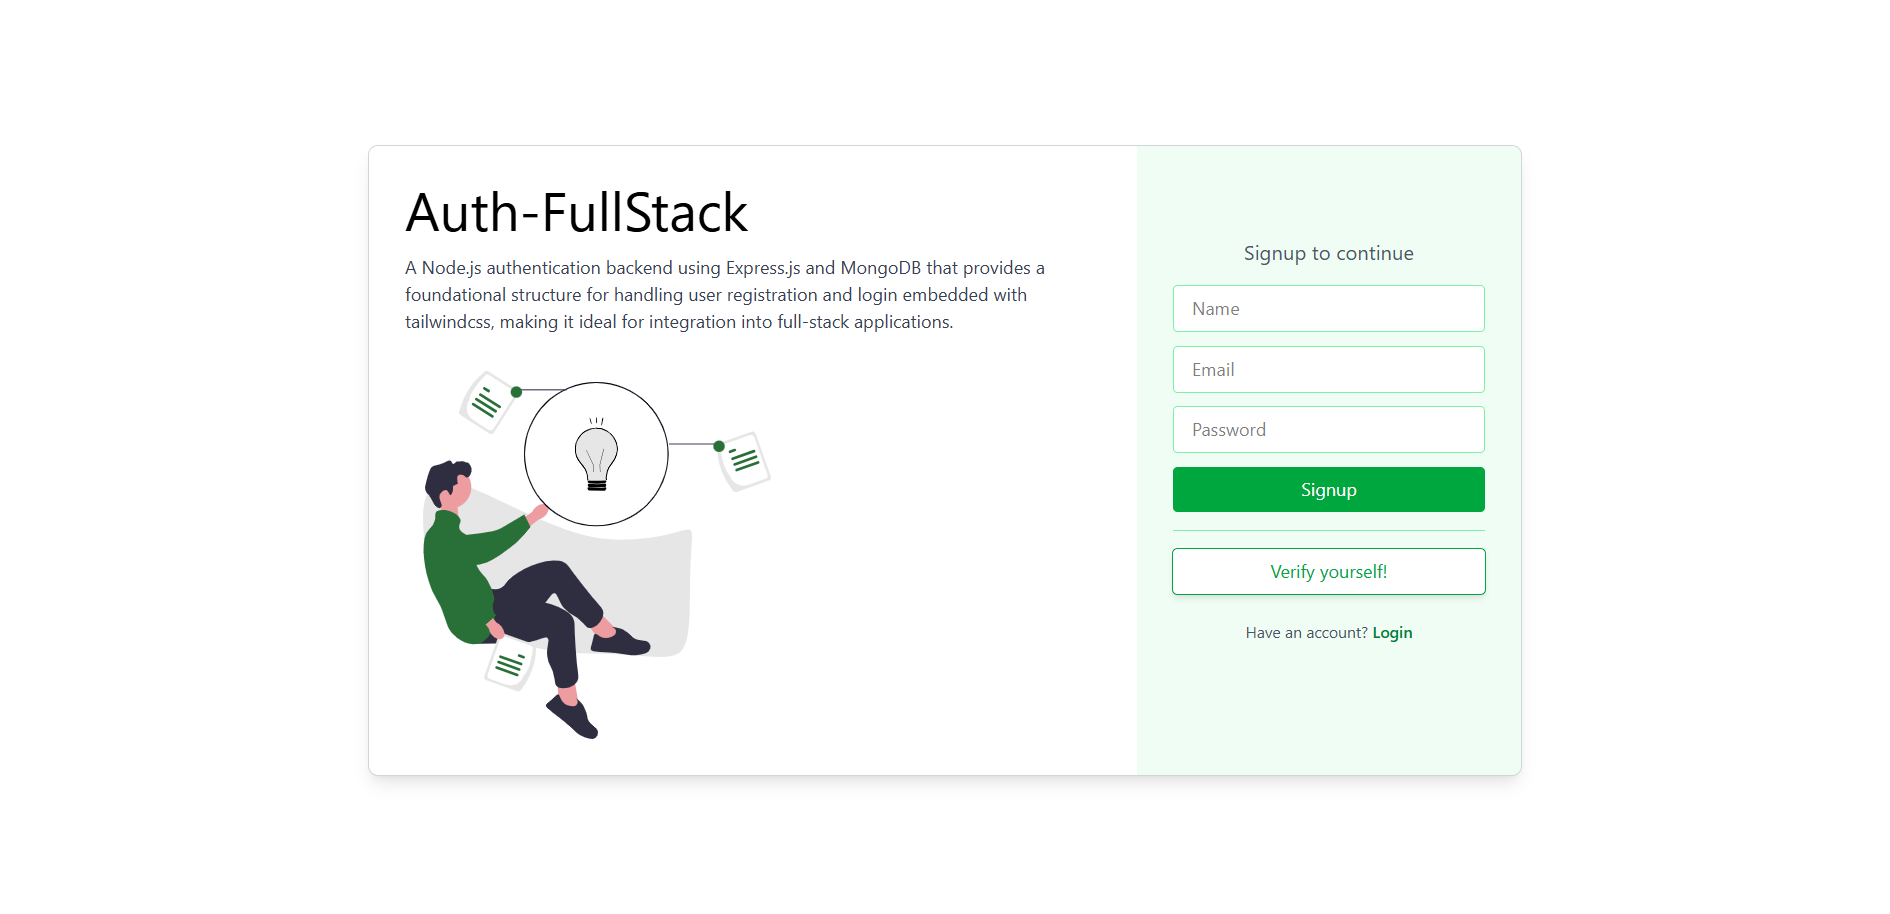 Auth-FullStack
A Node.js authentication backend using Express.js and MongoDB that provides a
foundational structure for handling user registration and login embedded with
tailwindcss, making it ideal for integration into full-stack applications.
Signup to continue
Name
Email
Password
Signup
Verify yourself!
Have an account? Login